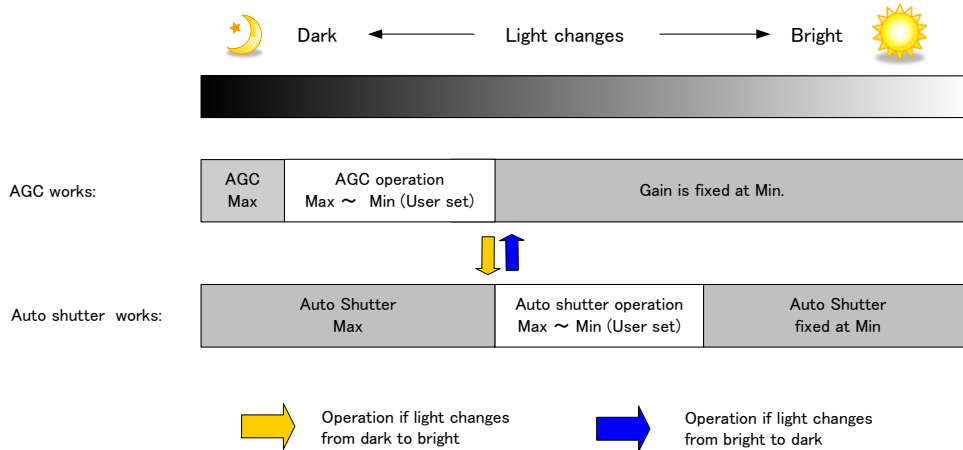 Dark
Light changes
Bright
AGC works:
AGC
Max
AGC operation
Max ～ Min (User set)
Gain is fixed at Min.
Auto shutter works:
Auto Shutter
Max
Auto shutter operation
Max ～ Min (User set)
Auto Shutter
fixed at Min
Operation if light changes
from dark to bright
Operation if light changes
from bright to dark